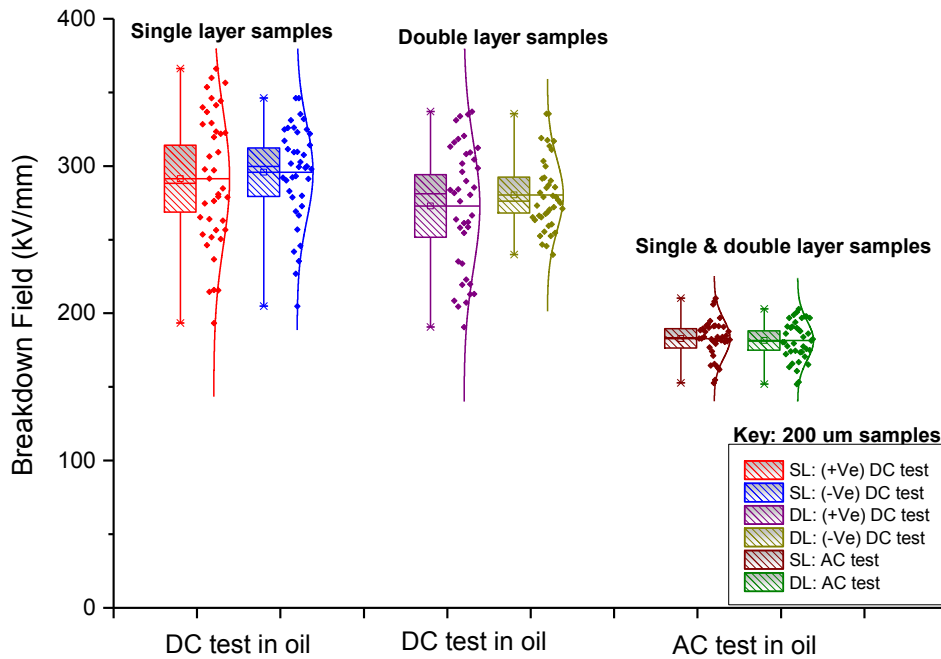 Single layer samples
Double layer samples
Single & double layer samples
Breakdown Field (kV/mm)
400
300
200
100
0
Key: 200 um samples
SL: (+Ve) DC test
SL: (-Ve) DC test
DL: (+Ve) DC test
DL: (-Ve) DC test
SL: AC test
DL: AC test
DC test in oil
DC test in oil
AC test in oil